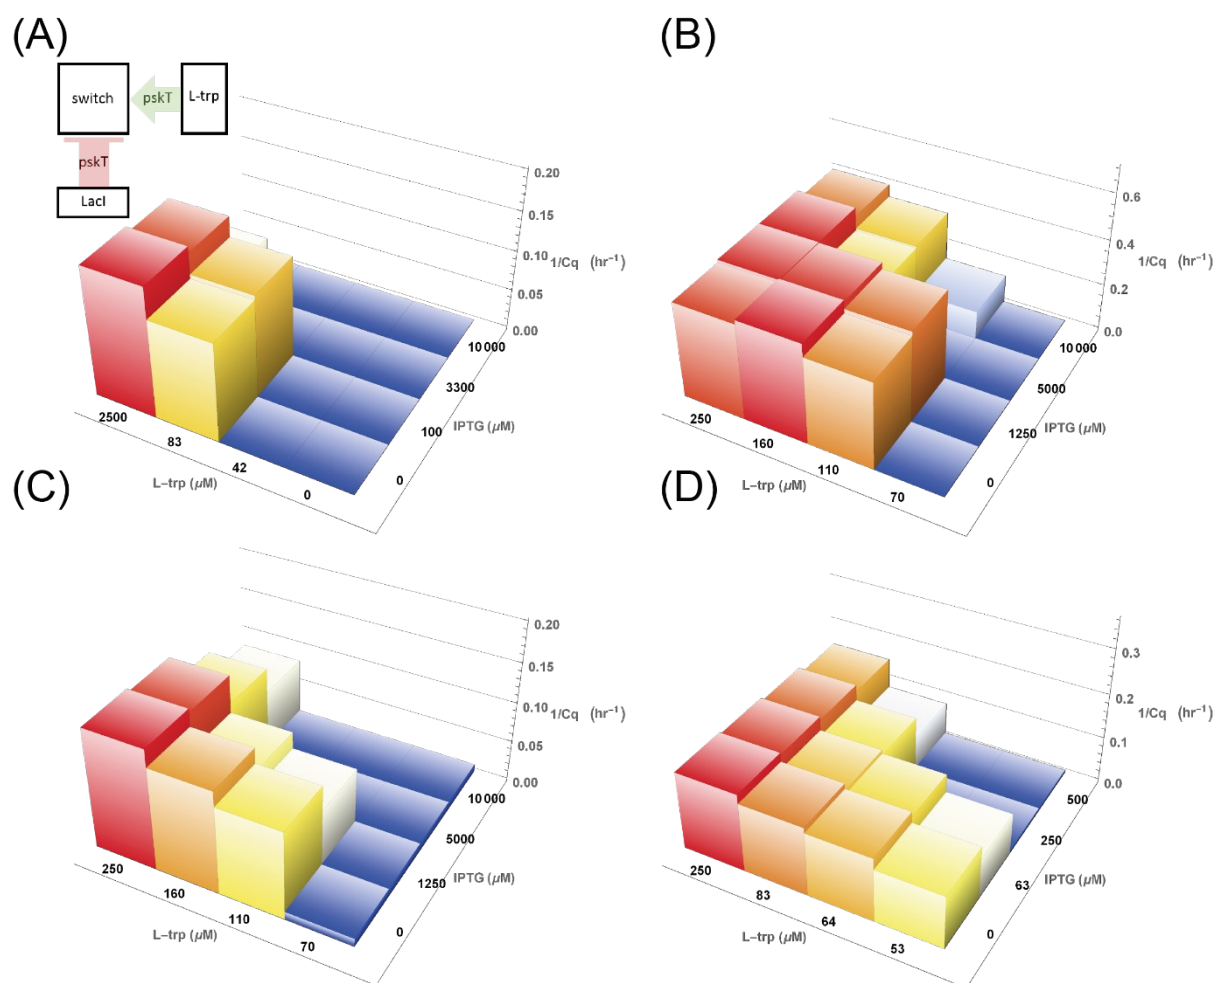 (A)
switch
pskT
L-trp
pskT
LacI
0.20
0.15
0.10
0.05
0.00
1/Cq (hr⁻¹)
10 000
3300
100
0
IPTG (µM)
2500
83
42
0
L-trp (µM)
(B)
0.6
0.4
0.2
0.0
1/Cq (hr⁻¹)
10 000
5000
1250
0
IPTG (µM)
250
160
110
70
L-trp (µM)
(C)
0.20
0.15
0.10
0.05
0.00
1/Cq (hr⁻¹)
10 000
5000
1250
0
IPTG (µM)
250
160
110
70
L-trp (µM)
(D)
0.3
0.2
0.1
0.0
1/Cq (hr⁻¹)
500
250
63
0
IPTG (µM)
250
83
64
53
L-trp (µM)